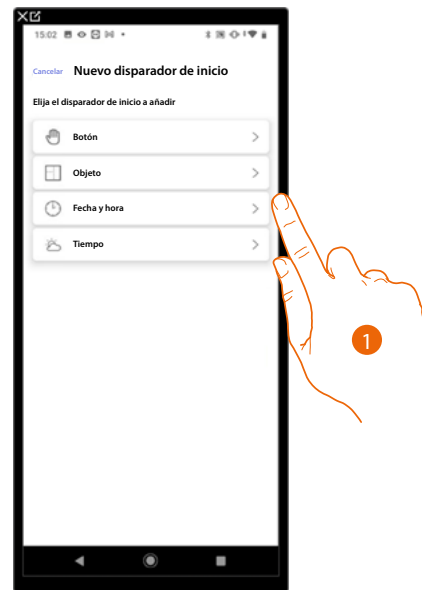 15:02
Cancelar Nuevo disparador de inicio
Elija el disparador de inicio a añadir
Botón
Objeto
Fecha y hora
Tiempo
1